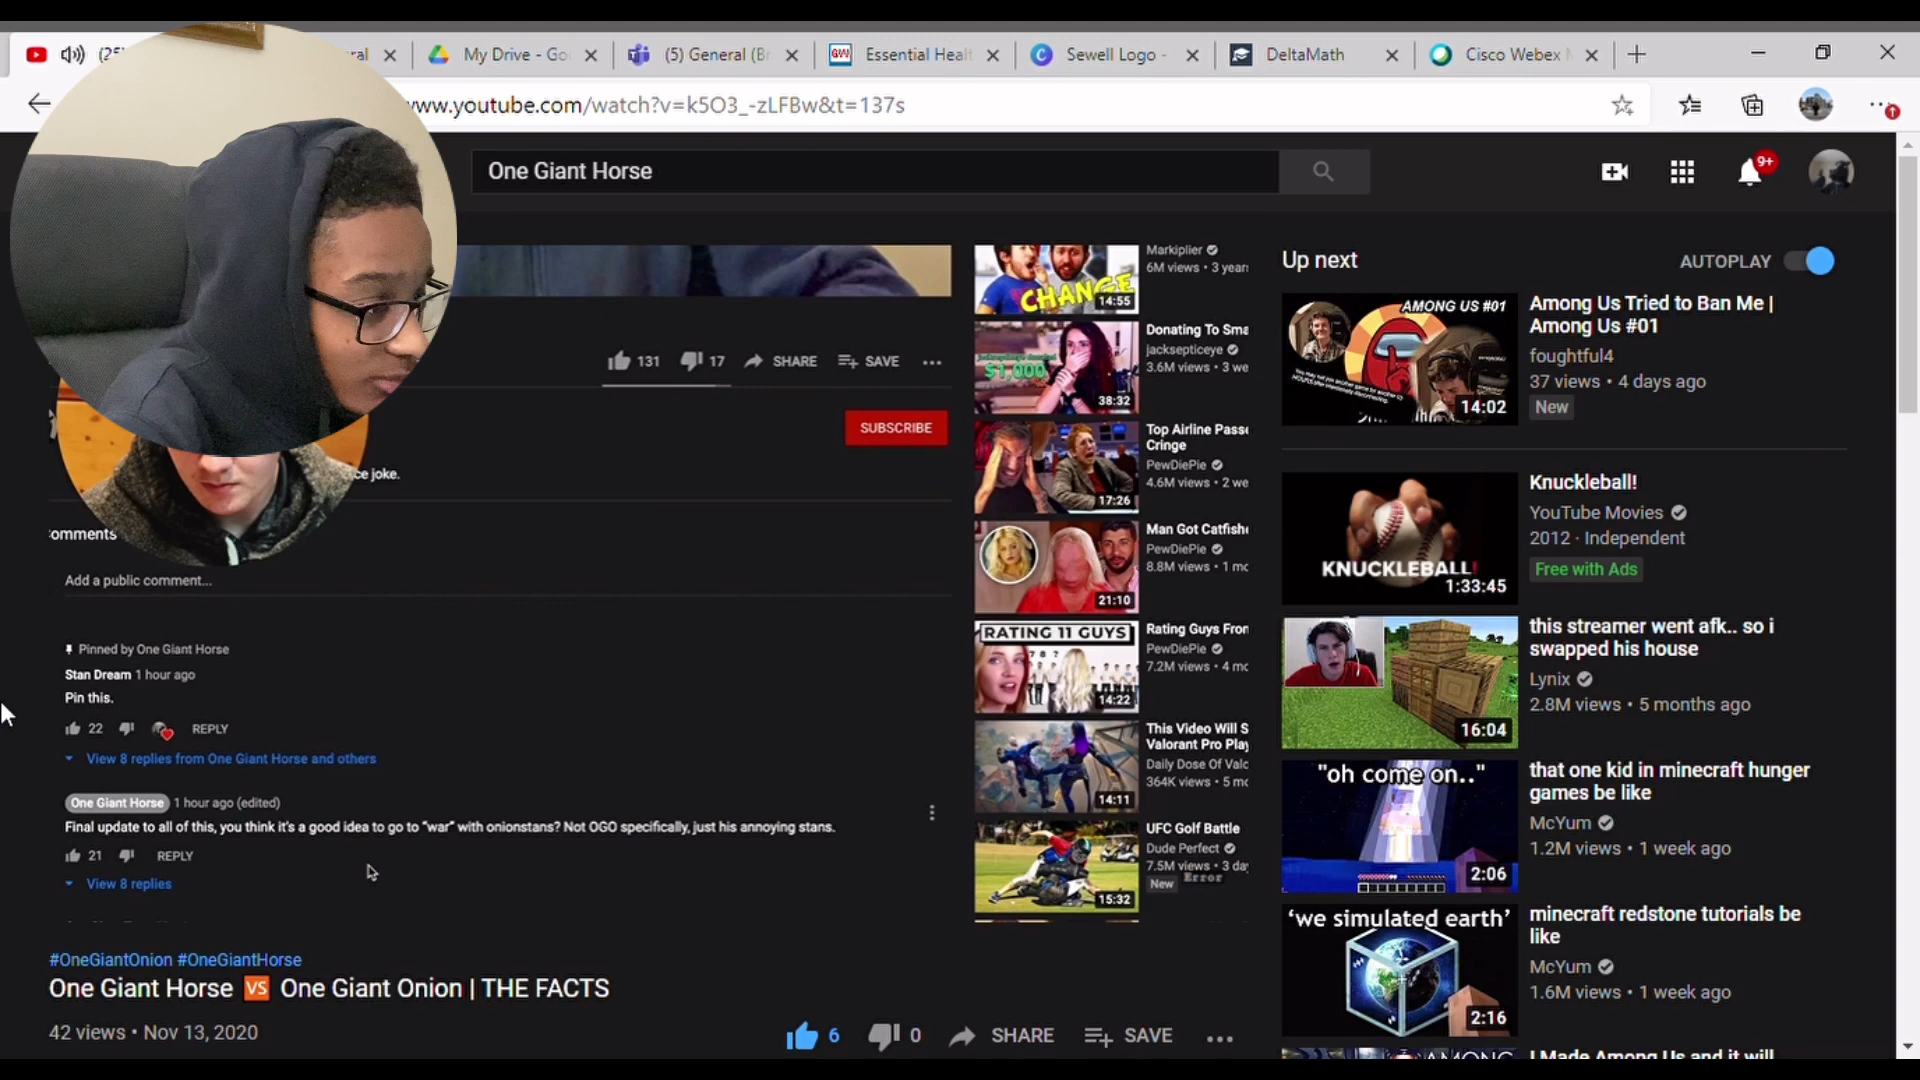 My Drive - Go
(5) General (Br
Essential Healt
Sewell Logo -
DeltaMath
Cisco Webex
www.youtube.com/watch?v=k5O3_-zLFBw&t=137s
One Giant Horse
9+
131
17
SHARE
SAVE
SUBSCRIBE
ce joke.
omments
Add a public comment...
Pinned by One Giant Horse
Stan Dream 1 hour ago
Pin this.
22
REPLY
View 8 replies from One Giant Horse and others
One Giant Horse 1 hour ago (edited)
Final update to all of this, you think it's a good idea to go to "war" with onionstans? Not OGO specifically, just his annoying stans.
21
REPLY
View 8 replies
CHANGE
14:55
Markiplier
6M views • 3 years
$1,000
38:32
Donating To Sma
jacksepticeye
3.6M views • 3 we
17:26
Top Airline Passe
Cringe
PewDiePie
4.6M views • 2 we
21:10
Man Got Catfishe
PewDiePie
8.8M views • 1 mo
RATING 11 GUYS
14:22
Rating Guys From
PewDiePie
7.2M views • 4 mo
14:11
This Video Will S
Valorant Pro Play
Daily Dose Of Valo
364K views • 5 mo
15:32
UFC Golf Battle
Dude Perfect
7.5M views • 3 day
New
Error
#OneGiantOnion #OneGiantHorse
One Giant Horse VS One Giant Onion | THE FACTS
42 views • Nov 13, 2020
6
0
SHARE
SAVE
Up next
AUTOPLAY
AMONG US #01
14:02
Among Us Tried to Ban Me |
Among Us #01
foughtful4
37 views • 4 days ago
New
KNUCKLEBALL!
1:33:45
Knuckleball!
YouTube Movies
2012 · Independent
Free with Ads
16:04
this streamer went afk.. so i
swapped his house
Lynix
2.8M views • 5 months ago
"oh come on.."
2:06
that one kid in minecraft hunger
games be like
McYum
1.2M views • 1 week ago
'we simulated earth'
2:16
minecraft redstone tutorials be
like
McYum
1.6M views • 1 week ago
AMONG
I Made Among Us and it will